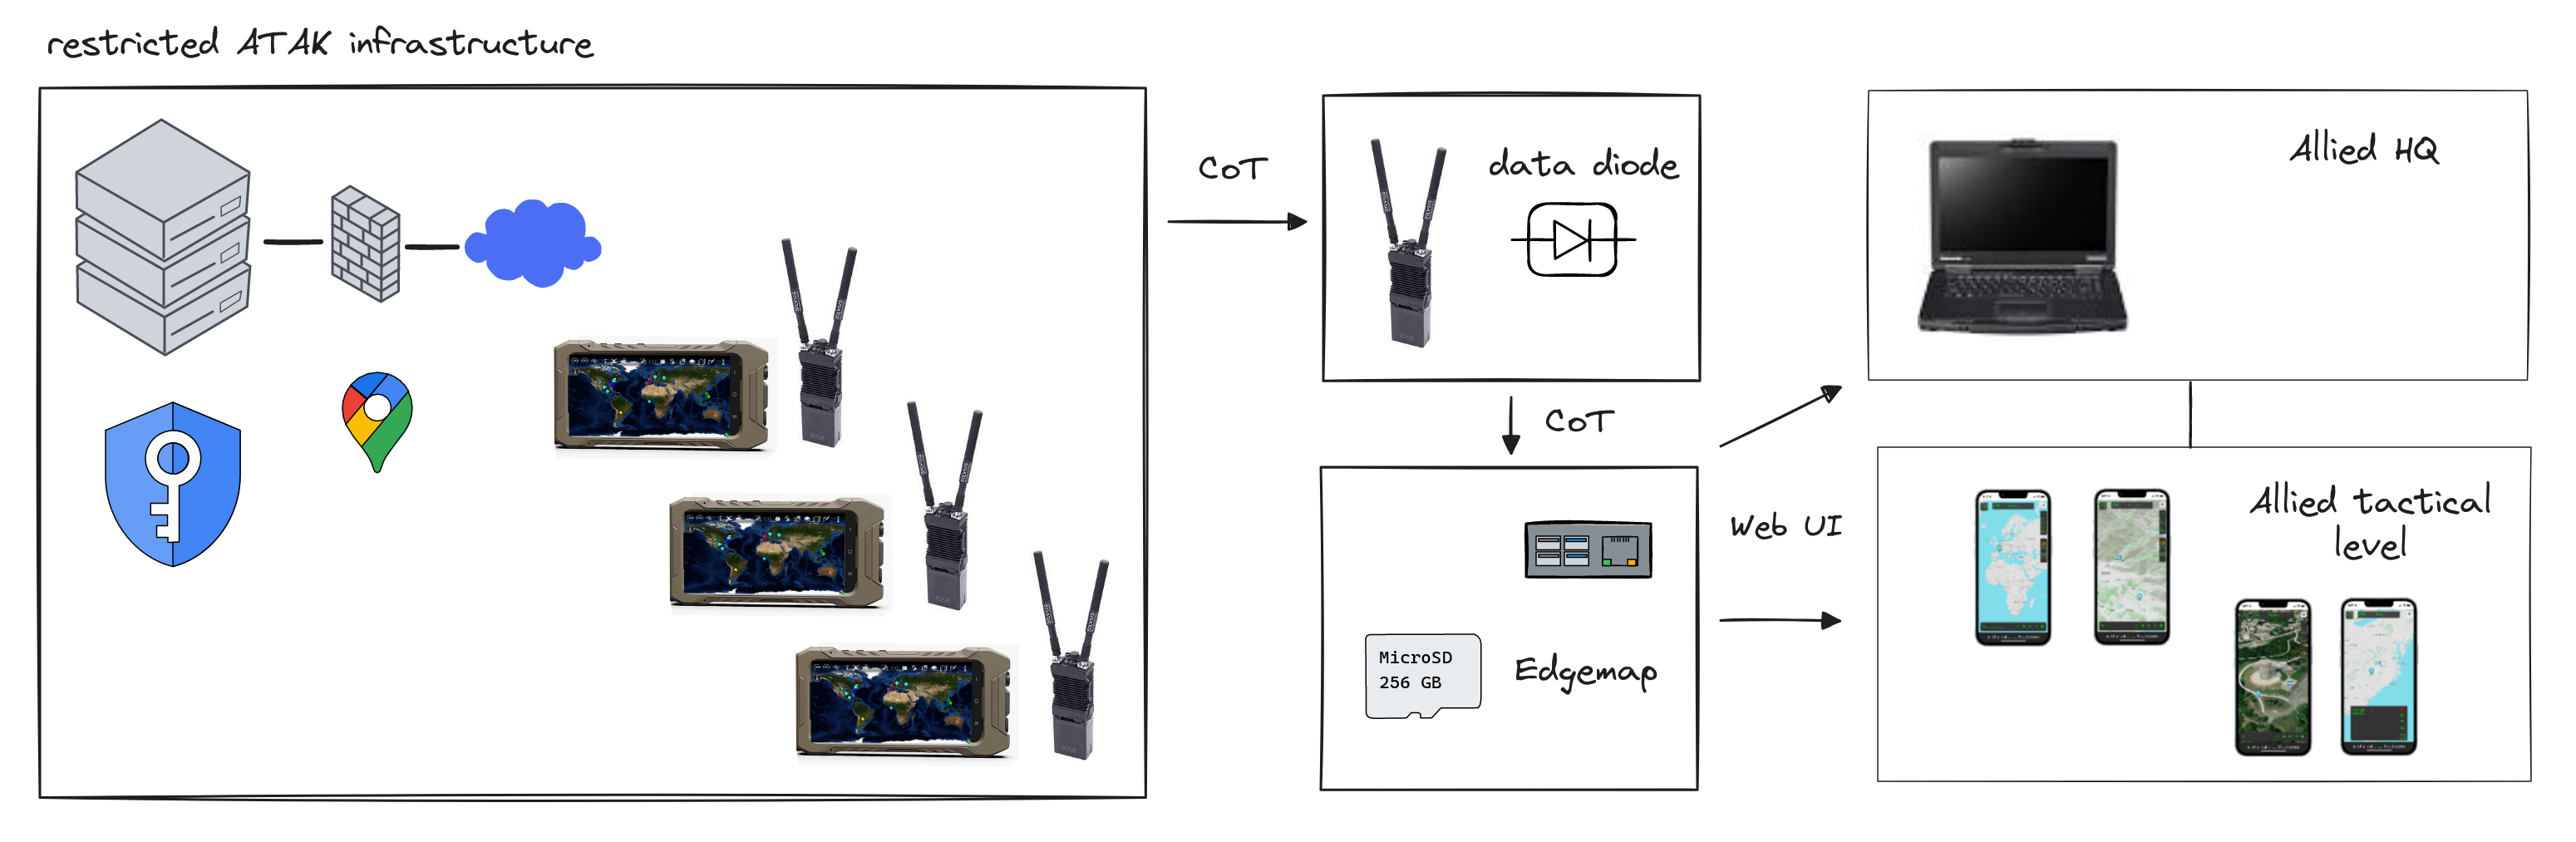 restricted ATAK infrastructure
CoT
data diode
CoT
MicroSD
256 GB
Edgemap
Web UI
Allied HQ
Allied tactical
level